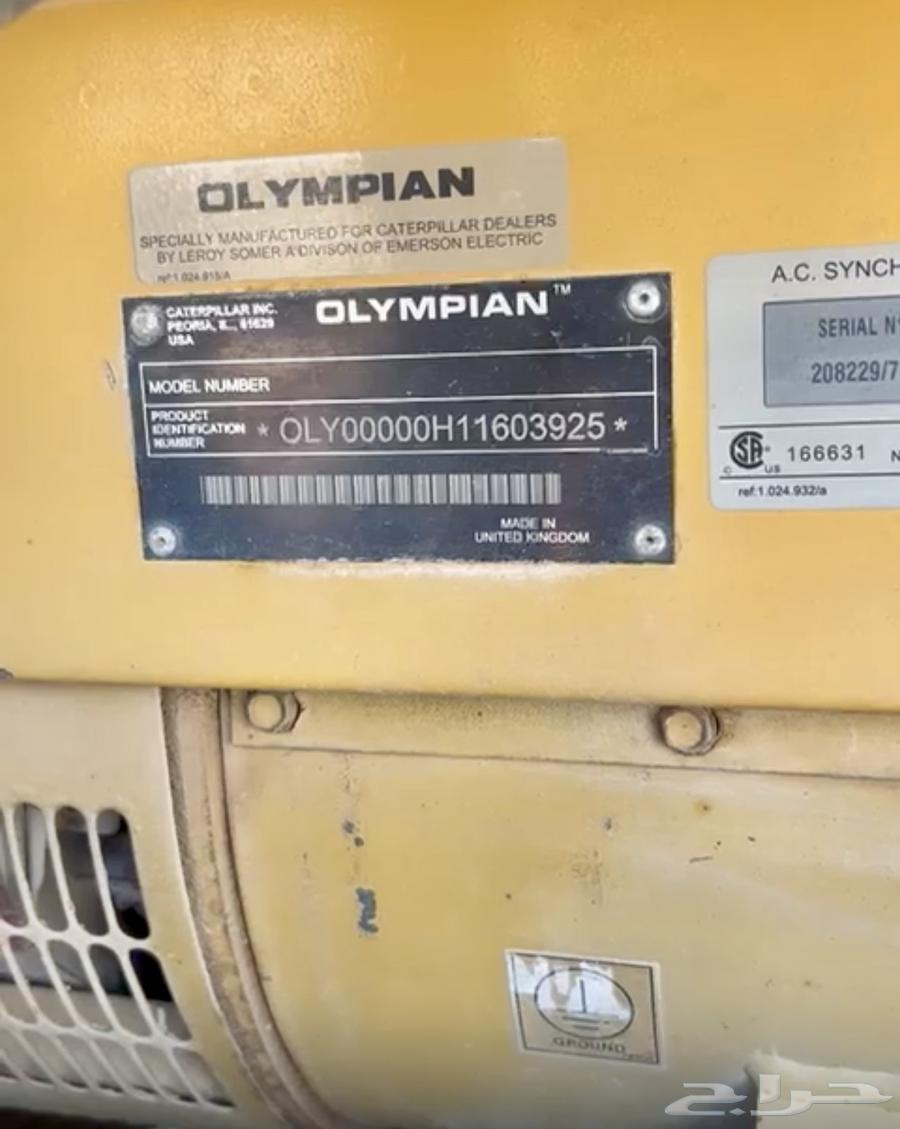 OLYMPIAN
SPECIALLY MANUFACTURED FOR CATERPILLAR DEALERS
BY LEROY SOMER A DIVISON OF EMERSON ELECTRIC
ref:1.024.915/A
CATERPILLAR INC.
PEORIA, IL., 61629
USA
OLYMPIAN™
MODEL NUMBER
PRODUCT
IDENTIFICATION
NUMBER
* OLY00000H11603925 *
MADE IN
UNITED KINGDOM
A.C. SYNCH
SERIAL N°
208229/7
C SA US 166631 N
ref:1.024.932/a
GROUND
حراج